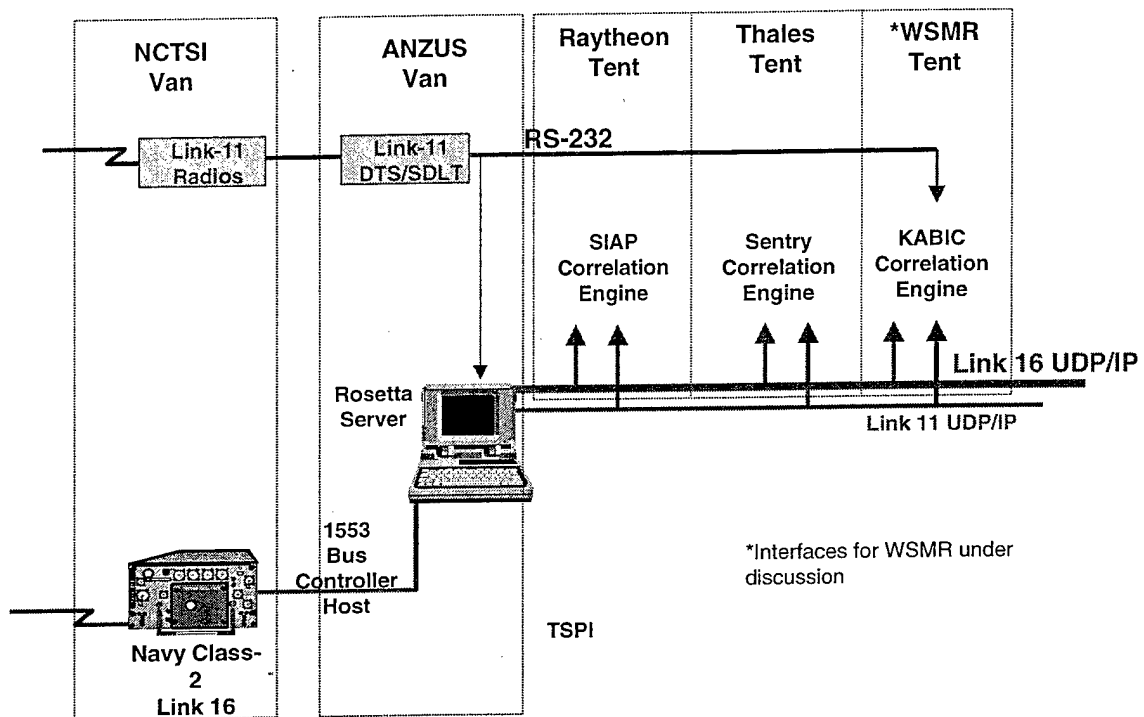 NCTSI
Van
ANZUS
Van
Raytheon
Tent
Thales
Tent
*WSMR
Tent
Link-11
Radios
Link-11
DTS/SDLT
RS-232
SIAP
Correlation
Engine
Sentry
Correlation
Engine
KABIC
Correlation
Engine
Link 16 UDP/IP
Rosetta
Server
Link 11 UDP/IP
1553
Bus
Controller
Host
*Interfaces for WSMR under
discussion
TSPI
Navy Class-
2
Link 16